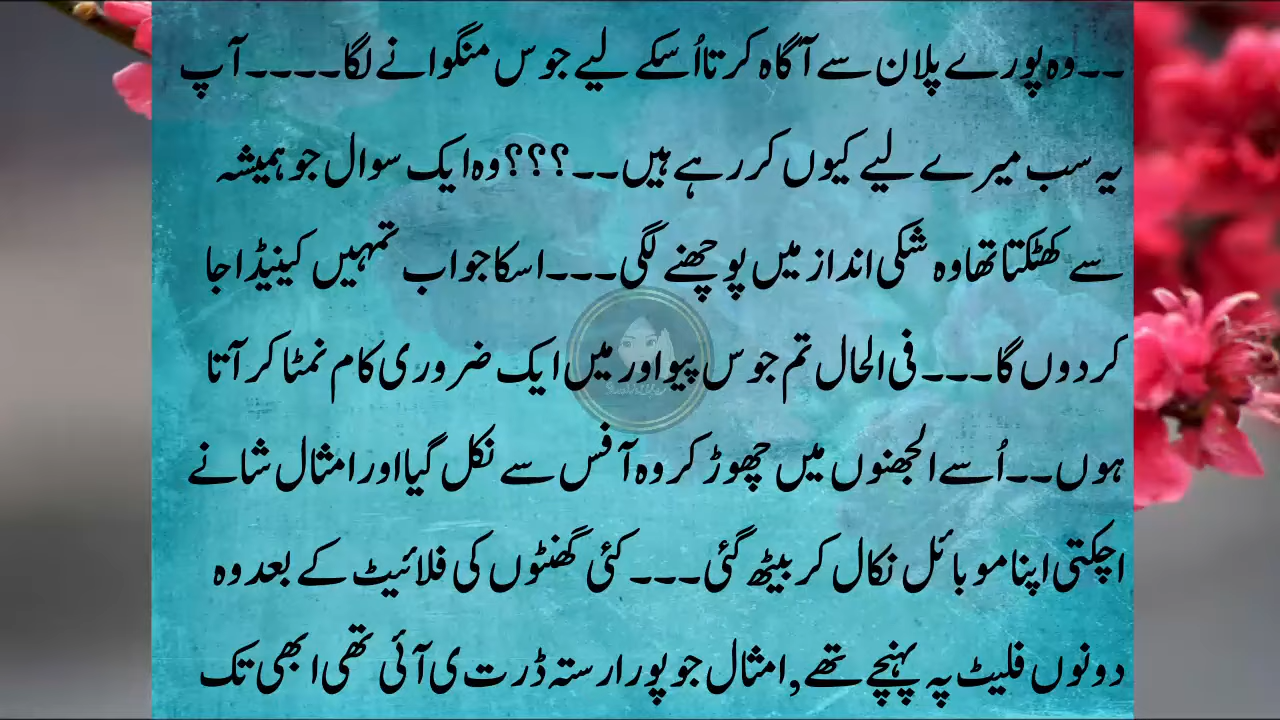 ۔۔وہ پورے پلان سے آگاہ کرتا اُسکے لیے جوس منگوانے لگا۔۔۔۔آپ
یہ سب میرے لیے کیوں کر رہے ہیں۔۔؟؟؟وہ ایک سوال جو ہمیشہ
سے کھٹکتا تھا وہ شکی انداز میں پوچھنے لگی۔۔۔اسکا جواب تمہیں کینیڈا جا
کر دوں گا۔۔۔فی الحال تم جوس پیو اور میں ایک ضروری کام نمٹا کر آتا
ہوں۔۔اُسے الجھنوں میں چھوڑ کر وہ آفس سے نکل گیا اور امثال شانے
اچکتی اپنا موبائل نکال کر بیٹھ گئی۔۔۔کئی گھنٹوں کی فلائیٹ کے بعد وہ
دونوں فلیٹ پہ پہنچے تھے,امثال جو پورا رستہ ڈرت ی آئی تھی ابھی تک